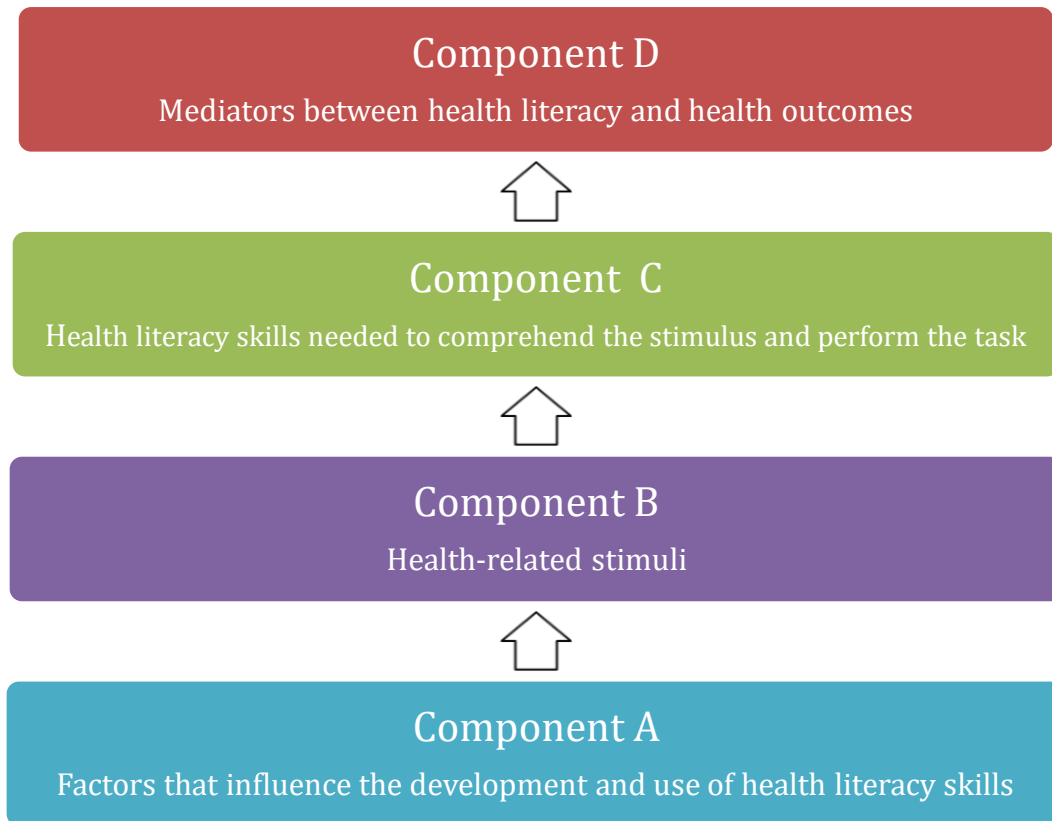 Component D
Mediators between health literacy and health outcomes
Component C
Health literacy skills needed to comprehend the stimulus and perform the task
Component B
Health-related stimuli
Component A
Factors that influence the development and use of health literacy skills